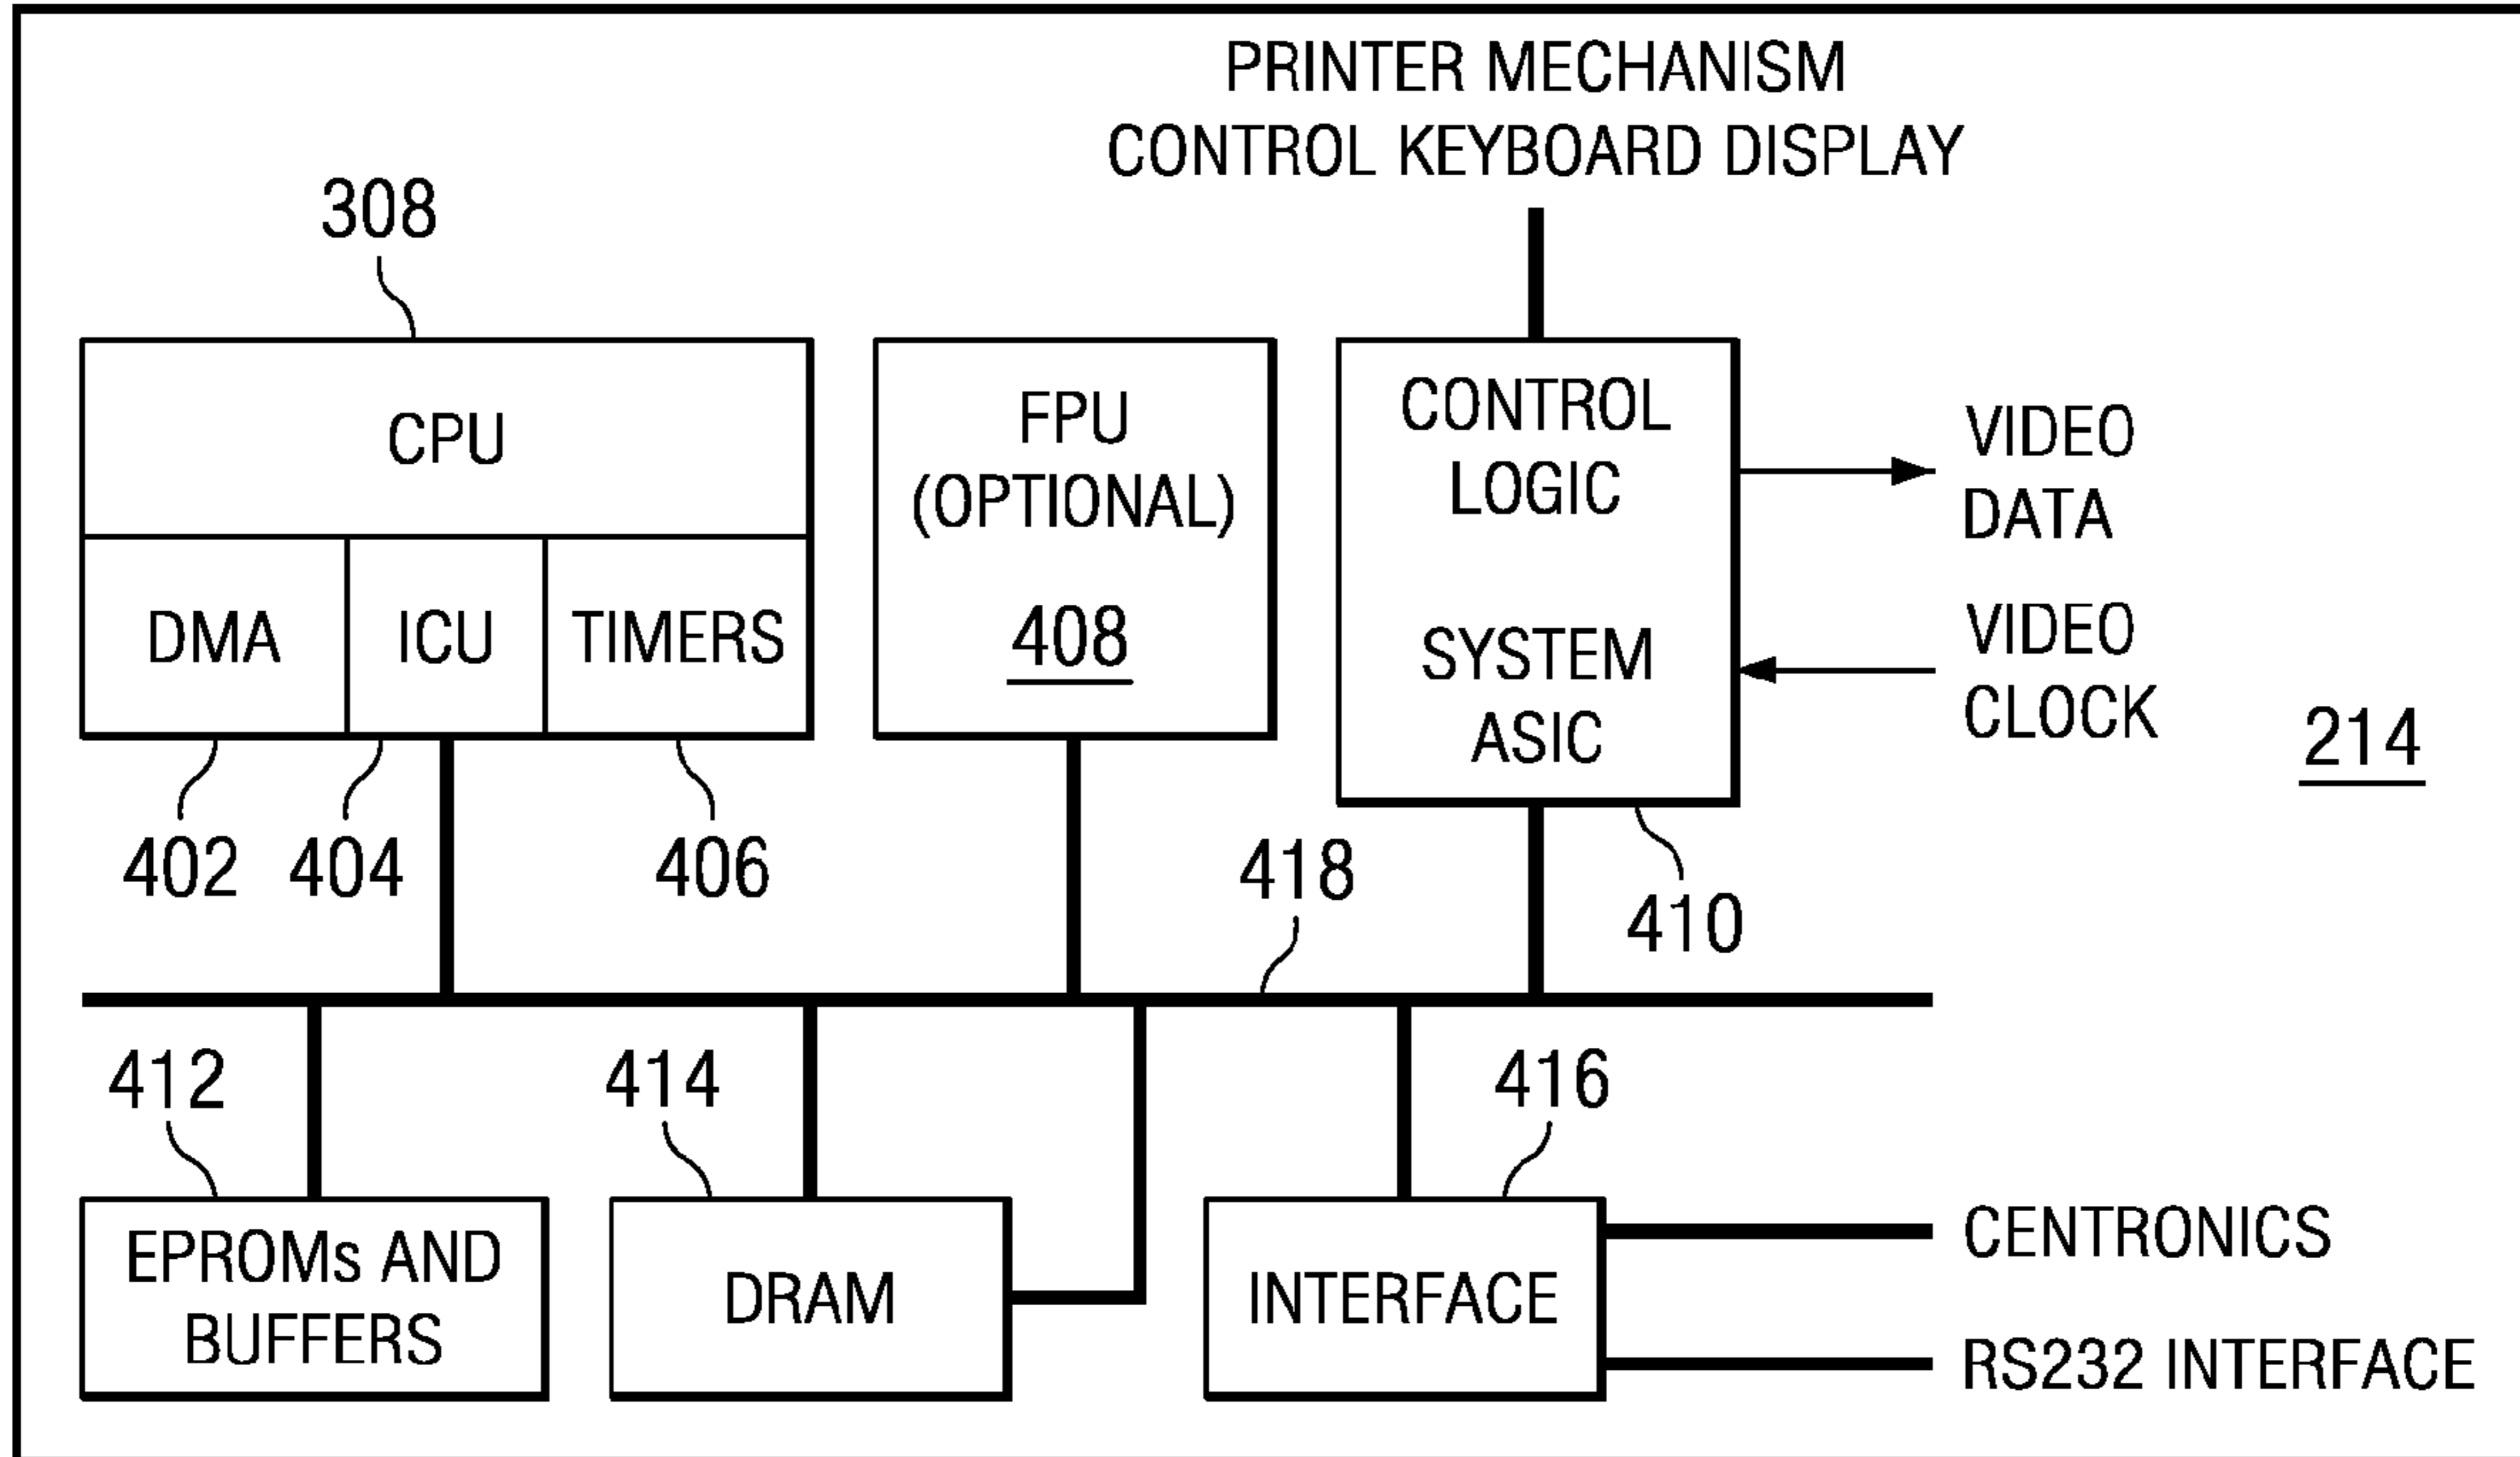 PRINTER MECHANISM
CONTROL KEYBOARD DISPLAY
308
CPU
DMA
ICU
TIMERS
402
404
406
FPU
(OPTIONAL)
408
CONTROL
LOGIC
SYSTEM
ASIC
410
VIDEO
DATA
VIDEO
CLOCK
214
418
412
EPROMs AND
BUFFERS
414
DRAM
416
INTERFACE
CENTRONICS
RS232 INTERFACE